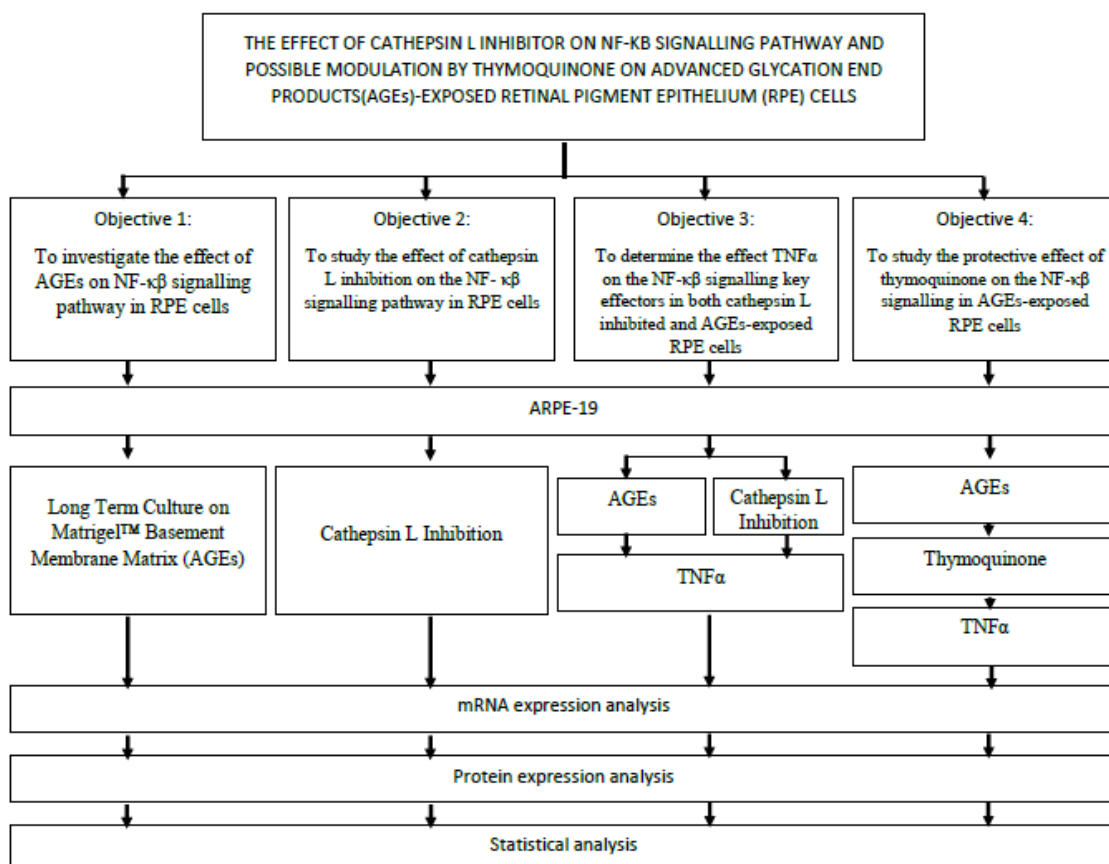 THE EFFECT OF CATHEPSIN L INHIBITOR ON NF-KB SIGNALLING PATHWAY AND
POSSIBLE MODULATION BY THYMOQUINONE ON ADVANCED GLYCATION END
PRODUCTS(AGEs)-EXPOSED RETINAL PIGMENT EPITHELIUM (RPE) CELLS
Objective 1:
To investigate the effect of
AGEs on NF-κβ signalling
pathway in RPE cells
Objective 2:
To study the effect of cathepsin
L inhibition on the NF- κβ
signalling pathway in RPE cells
Objective 3:
To determine the effect TNFα
on the NF-κβ signalling key
effectors in both cathepsin L
inhibited and AGEs-exposed
RPE cells
Objective 4:
To study the protective effect of
thymoquinone on the NF-κβ
signalling in AGEs-exposed
RPE cells
ARPE-19
Long Term Culture on
Matrigel™ Basement
Membrane Matrix (AGEs)
Cathepsin L Inhibition
AGEs
Cathepsin L
Inhibition
TNFα
AGEs
Thymoquinone
TNFα
mRNA expression analysis
Protein expression analysis
Statistical analysis